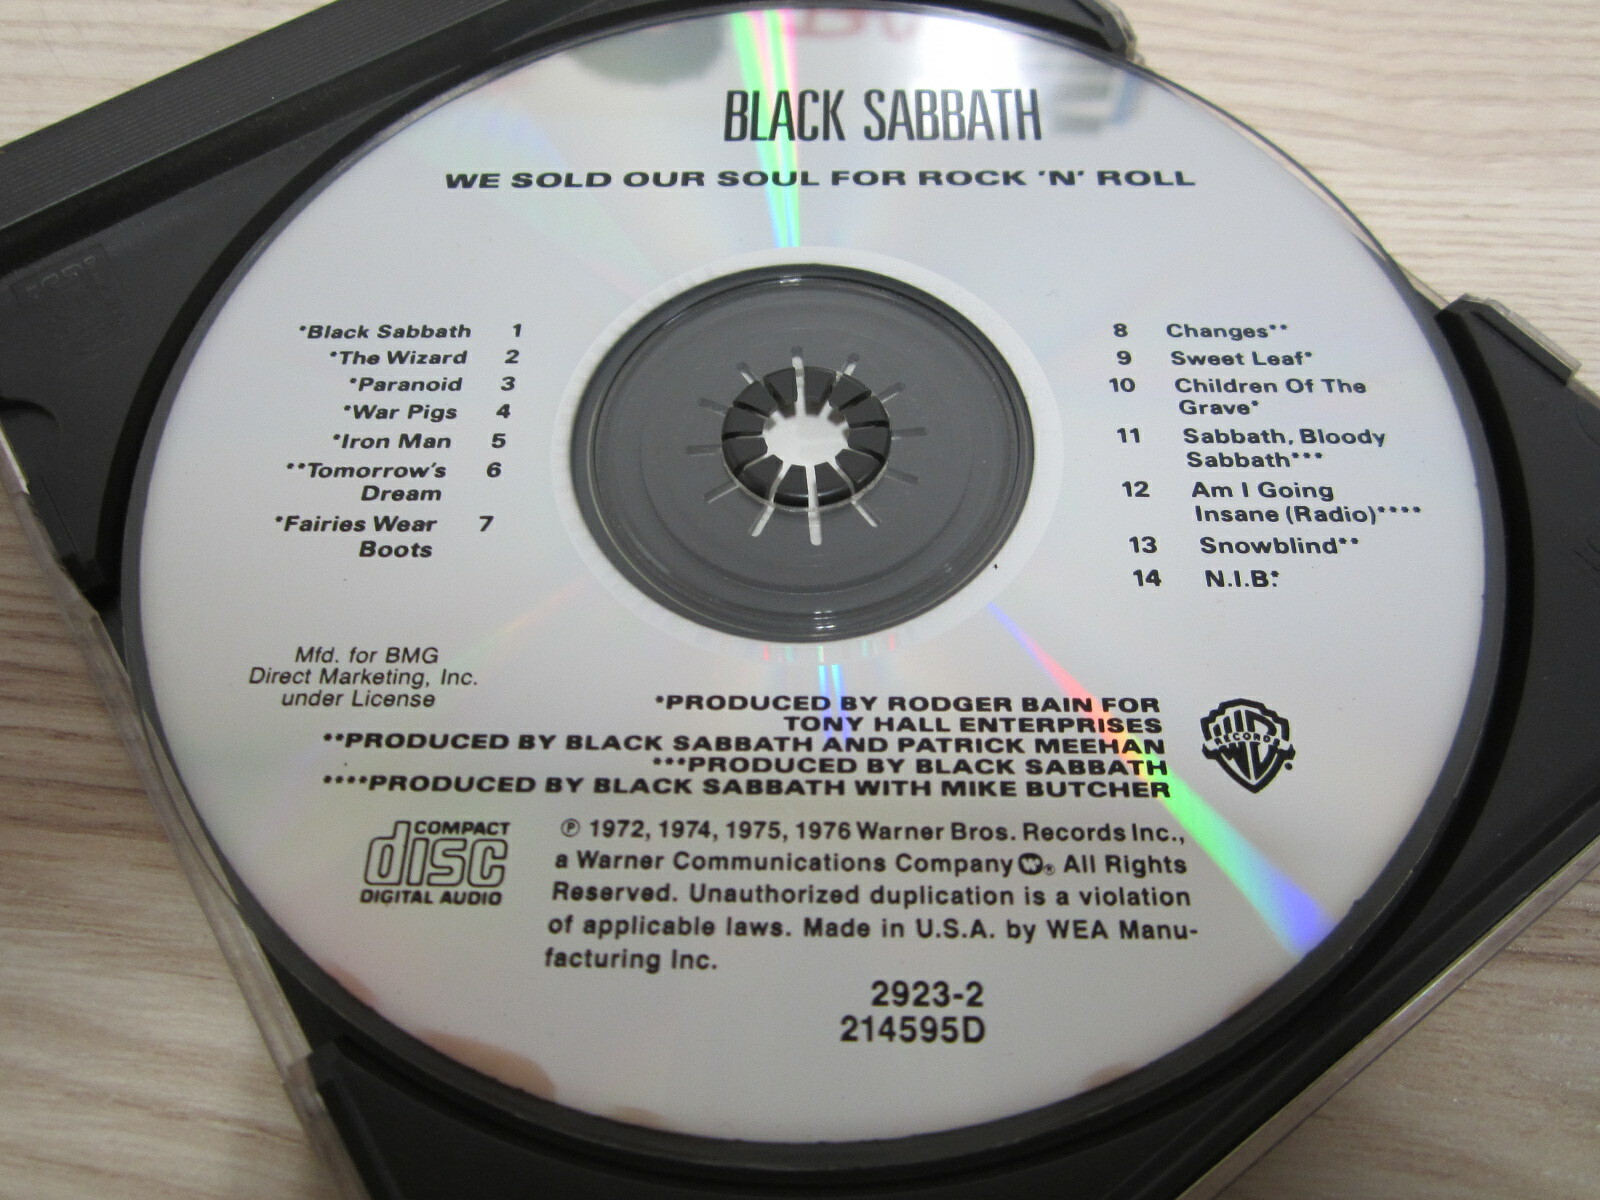 BLACK SABBATH
WE SOLD OUR SOUL FOR ROCK 'N' ROLL
*Black Sabbath 1
*The Wizard 2
*Paranoid 3
*War Pigs 4
*Iron Man 5
**Tomorrow's 6
Dream
*Fairies Wear 7
Boots
8 Changes**
9 Sweet Leaf*
10 Children Of The
Grave*
11 Sabbath, Bloody
Sabbath***
12 Am I Going
Insane (Radio)****
13 Snowblind**
14 N.I.B.*
Mfd. for BMG
Direct Marketing, Inc.
under License
*PRODUCED BY RODGER BAIN FOR
TONY HALL ENTERPRISES
**PRODUCED BY BLACK SABBATH AND PATRICK MEEHAN
***PRODUCED BY BLACK SABBATH
****PRODUCED BY BLACK SABBATH WITH MIKE BUTCHER
WB RECORDS
COMPACT
disc
DIGITAL AUDIO
℗ 1972, 1974, 1975, 1976 Warner Bros. Records Inc.,
a Warner Communications Company W®. All Rights
Reserved. Unauthorized duplication is a violation
of applicable laws. Made in U.S.A. by WEA Manu-
facturing Inc.
2923-2
214595D